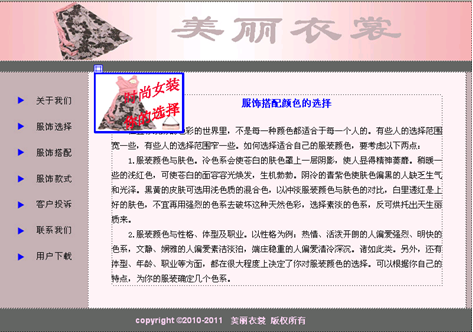 美丽衣裳
时尚女装
你的选择
关于我们
服饰选择
服饰搭配
服饰款式
客户投诉
联系我们
用户下载
服饰搭配颜色的选择
色彩的世界里，不是每一种颜色都适合于每一个人的。有些人的选择范围
宽一些，有些人的选择范围窄一些。如何选择适合自己的服装颜色，要考虑以下两点：
1.服装颜色与肤色。冷色系会使苍白的肤色罩上一层阴影，使人显得精神萎靡。稍暖一
些的浅红色，可使苍白的面容容光焕发，生机勃勃。阴冷的青紫色使肤色偏黑的人缺乏生气
和光泽。黑黄的皮肤可选用浅色质的混合色，以冲淡服装颜色与肤色的对比，白里透红是上
好的肤色，不宜再用强烈的色系去破坏这种天然色彩，选择素淡的色系，反可烘托出天生丽
质来。
2.服装颜色与性格、体型及职业。以性格为例：热情、活泼开朗的人偏爱强烈、明快的
色系，文静、娴雅的人偏爱素洁淡泊，端庄稳重的人偏爱清泠深沉。诸如此类。另外，还有
体型、年龄、职业等方面，都在很大程度上决定了你对服装颜色的选择。可以根据你自己的
特点，为你的服装确定几个色系。
copyright ©2010-2011 美丽衣裳 版权所有